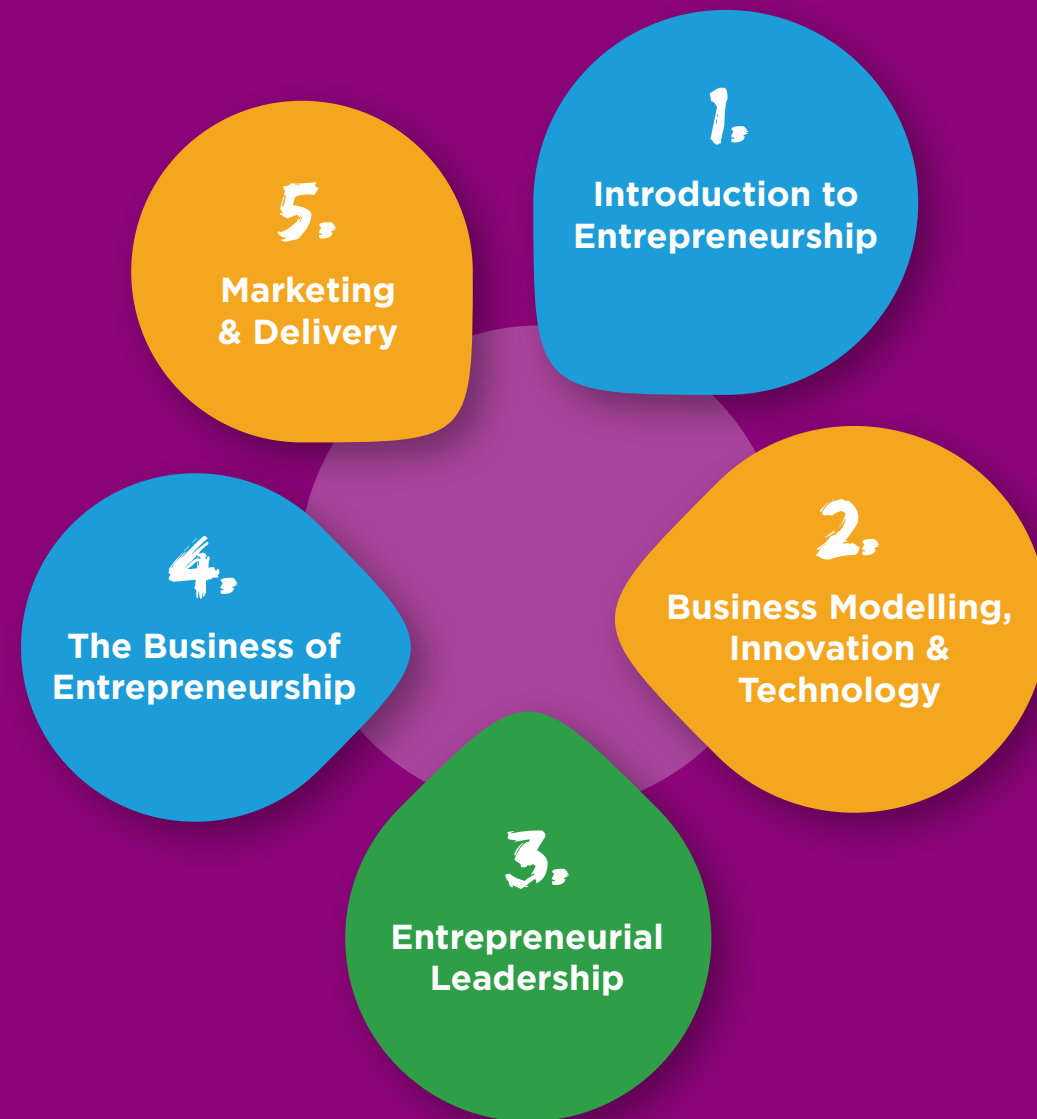 1.
Introduction to
Entrepreneurship
2.
Business Modelling,
Innovation &
Technology
3.
Entrepreneurial
Leadership
4.
The Business of
Entrepreneurship
5.
Marketing
& Delivery